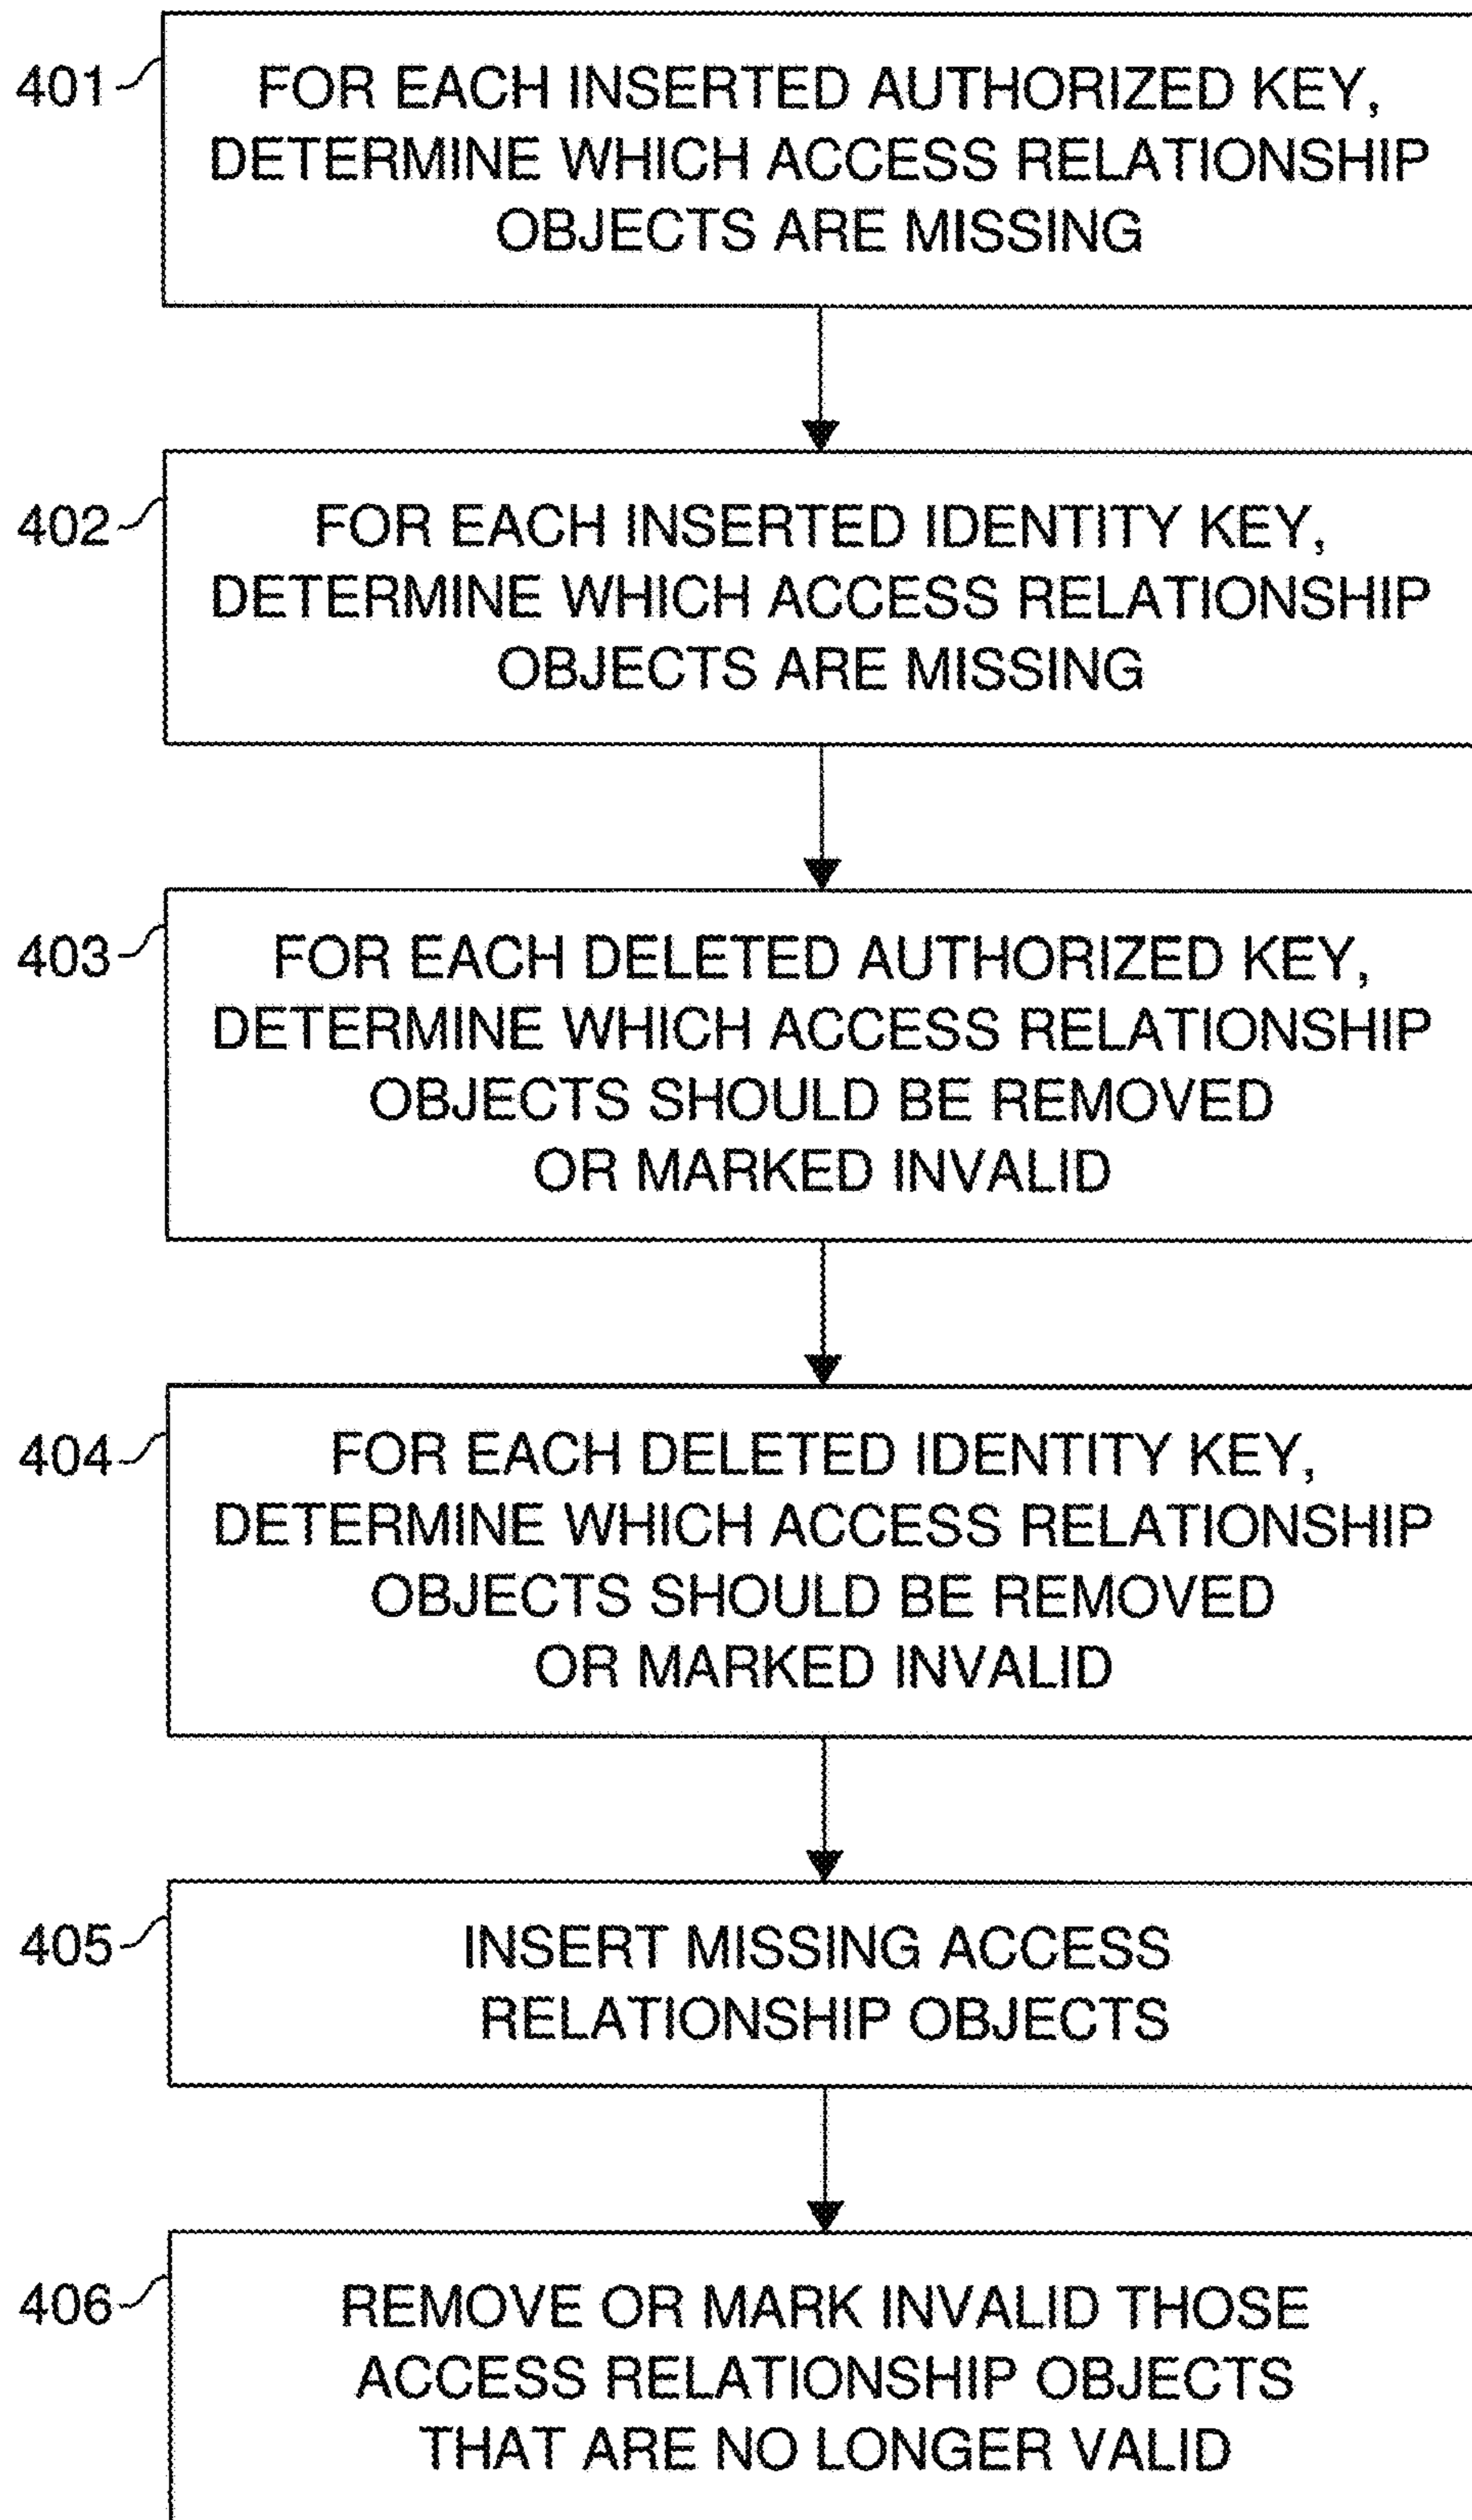 401
FOR EACH INSERTED AUTHORIZED KEY,
DETERMINE WHICH ACCESS RELATIONSHIP
OBJECTS ARE MISSING
402
FOR EACH INSERTED IDENTITY KEY,
DETERMINE WHICH ACCESS RELATIONSHIP
OBJECTS ARE MISSING
403
FOR EACH DELETED AUTHORIZED KEY,
DETERMINE WHICH ACCESS RELATIONSHIP
OBJECTS SHOULD BE REMOVED
OR MARKED INVALID
404
FOR EACH DELETED IDENTITY KEY,
DETERMINE WHICH ACCESS RELATIONSHIP
OBJECTS SHOULD BE REMOVED
OR MARKED INVALID
405
INSERT MISSING ACCESS
RELATIONSHIP OBJECTS
406
REMOVE OR MARK INVALID THOSE
ACCESS RELATIONSHIP OBJECTS
THAT ARE NO LONGER VALID